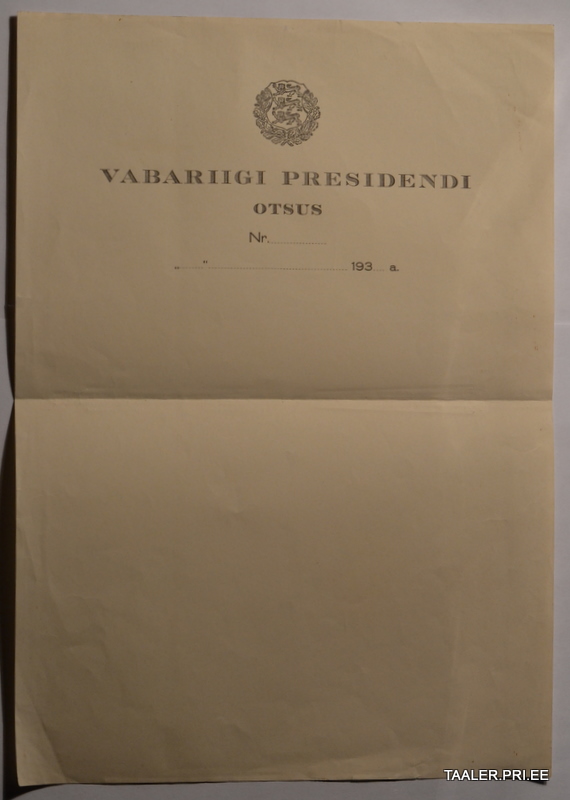 VABARIIGI PRESIDENDI
OTSUS
Nr.................
„......“........................................ 193.... a.
TAALER.PRI.EE